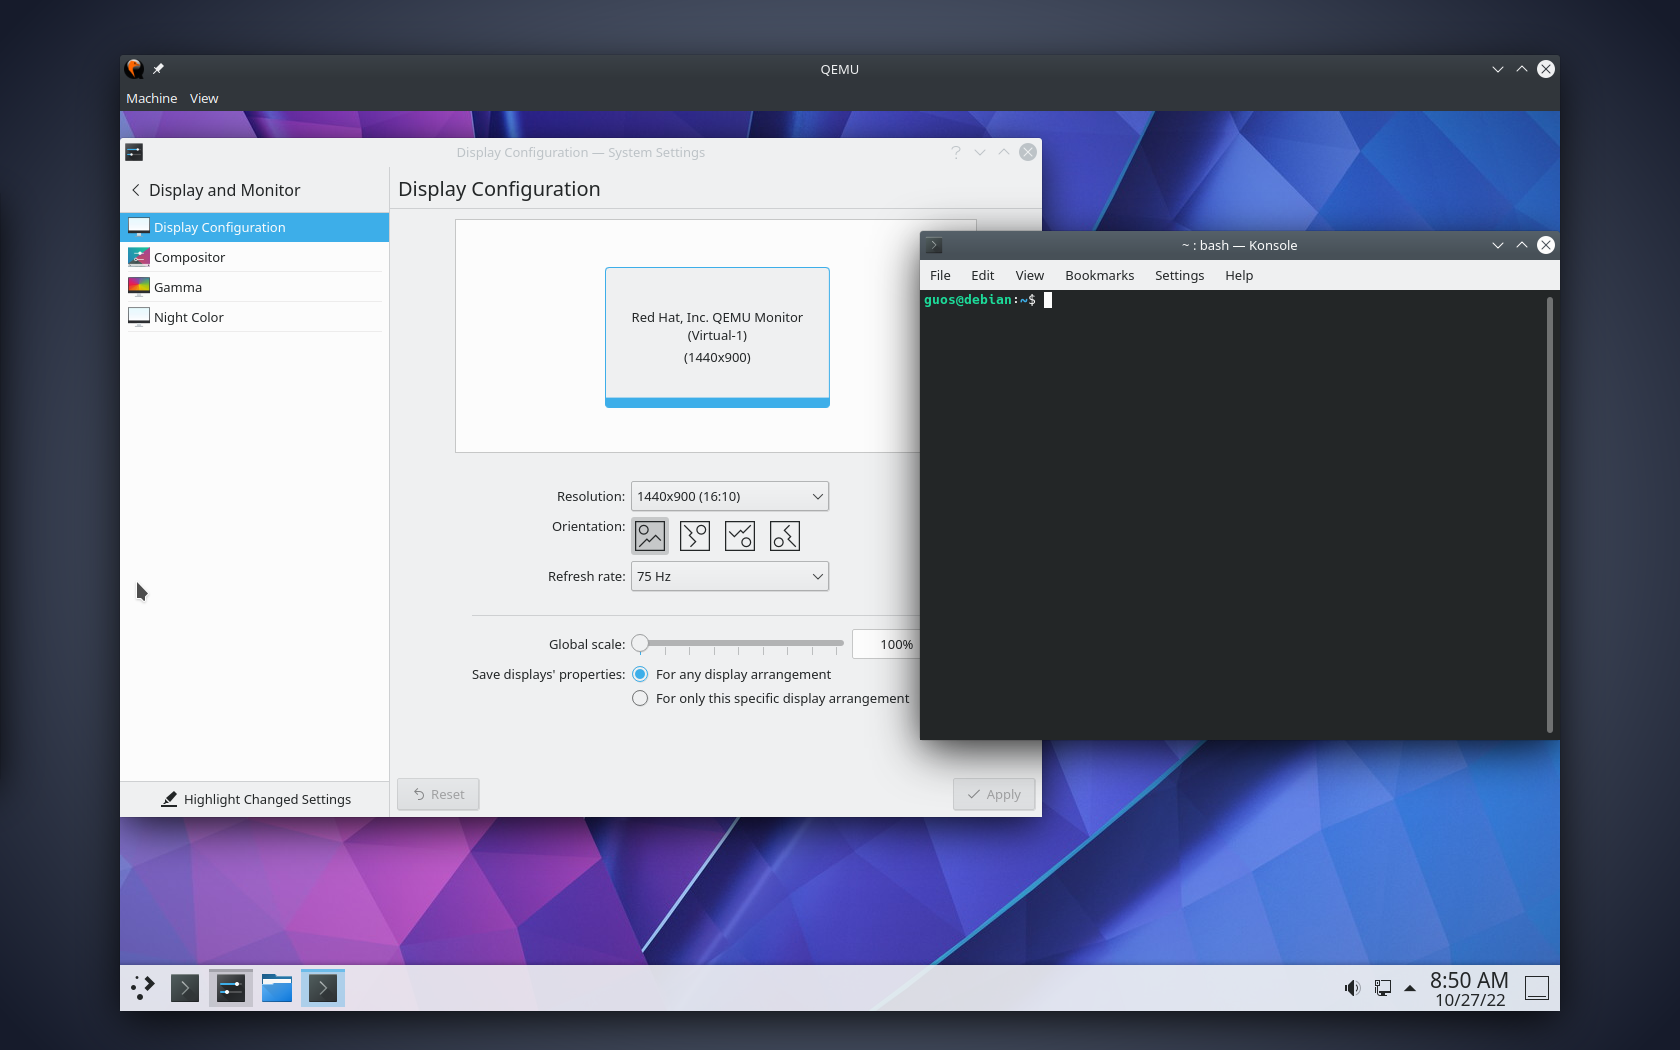 QEMU
Machine View
Display Configuration — System Settings
Display and Monitor
Display Configuration
Compositor
Gamma
Night Color
Highlight Changed Settings
Display Configuration
Red Hat, Inc. QEMU Monitor
(Virtual-1)
(1440x900)
Resolution: 1440x900 (16:10)
Orientation:
Refresh rate: 75 Hz
Global scale: 100%
Save displays' properties: For any display arrangement
For only this specific display arrangement
Reset
Apply
~ : bash — Konsole
File Edit View Bookmarks Settings Help
guos@debian:~$
8:50 AM
10/27/22